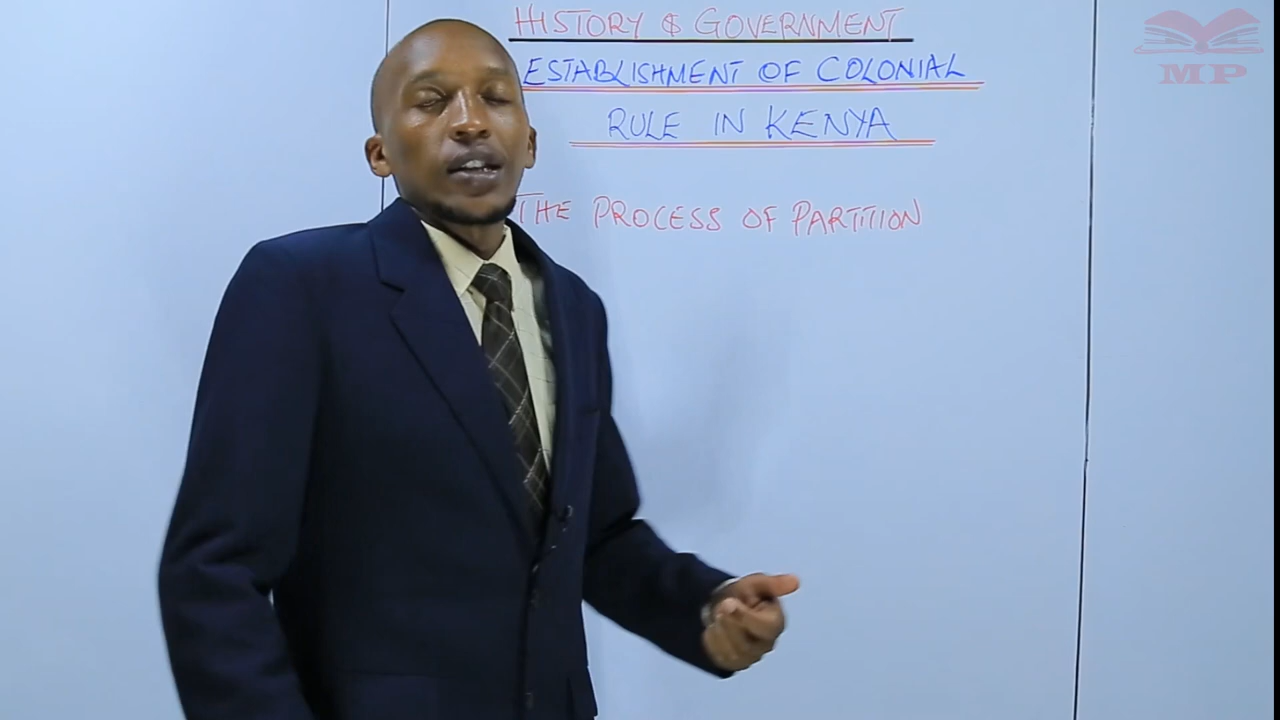 HISTORY & GOVERNMENT
ESTABLISHMENT OF COLONIAL
RULE IN KENYA
THE PROCESS OF PARTITION
MP